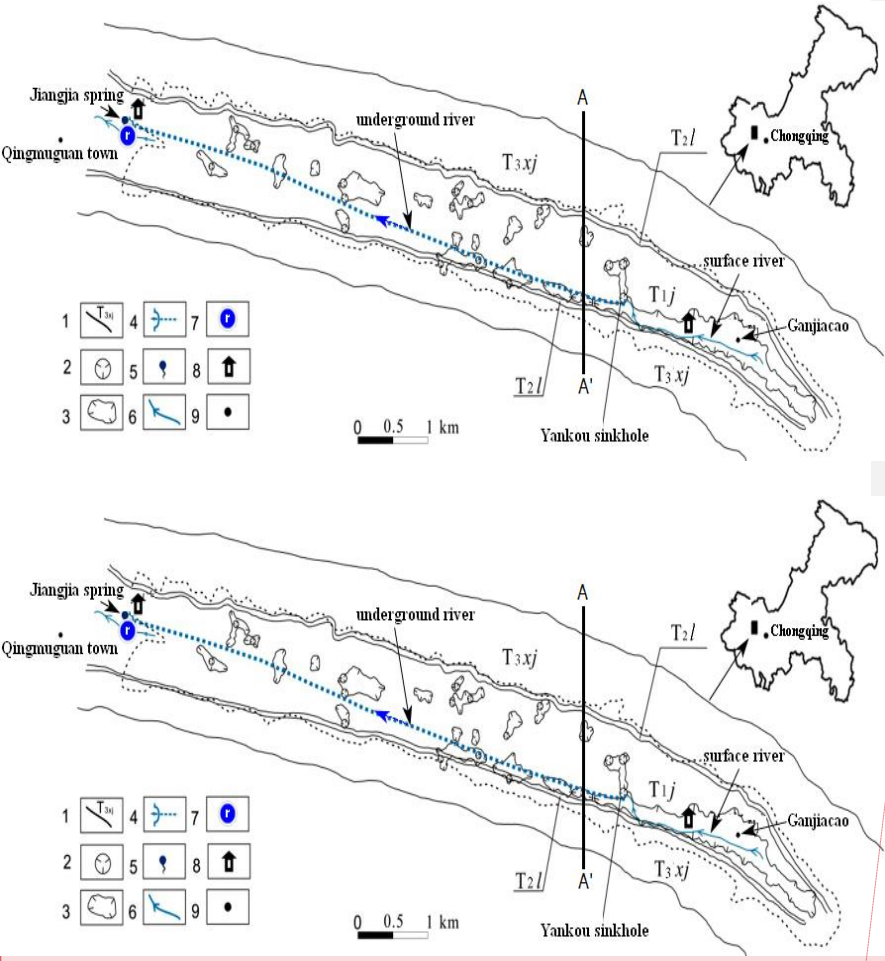 A
Jiangjia spring
underground river
Chongqing
T2l
Qingmuguan town
T3xj
r
surface river
T1j
1 T3xj 4 7 r
Ganjiacao
2 5 8
T3xj
A'
T2l
3 6 9
0 0.5 1 km
Yankou sinkhole
A
Jiangjia spring
underground river
Chongqing
T2l
Qingmuguan town
T3xj
r
surface river
T1j
1 T3xj 4 7 r
Ganjiacao
2 5 8
T3xj
A'
T2l
3 6 9
0 0.5 1 km
Yankou sinkhole